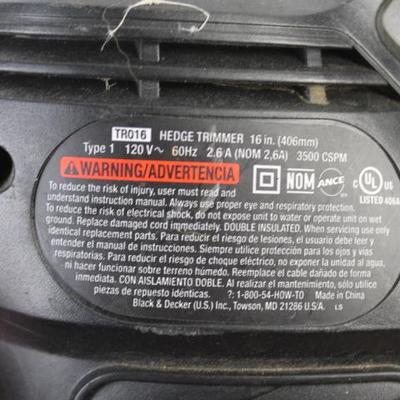 TR016 HEDGE TRIMMER 16 in. (406mm)
Type 1 120 V~ 60Hz 2.6 A (NOM 2,6A) 3500 CSPM
WARNING/ADVERTENCIA
NOM ANCE C UL US
LISTED 406A
To reduce the risk of injury, user must read and
understand instruction manual. Always use proper eye and respiratory protection.
To reduce the risk of electrical shock, do not expose unit to water or operate unit on wet
ground. Replace damaged cord immediately. DOUBLE INSULATED. When servicing use only
identical replacement parts. Para reducir el riesgo de lesiones, el usuario debe leer y
entender el manual de instrucciones. Siempre utilice protección para los ojos y vias
respiratorias. Para reducir el riesgo de choque eléctrico, no exponer la unidad al agua,
ni hacer funcionar sobre terreno húmedo. Reemplace el cable dañado de forma
inmediata. CON AISLAMIENTO DOBLE. Al realizar el mantenimiento, sólo utilice
piezas de repuesto idénticas. ?: 1-800-54-HOW-TO Made in China
Black & Decker (U.S.) Inc., Towson, MD 21286 U.S.A. LS